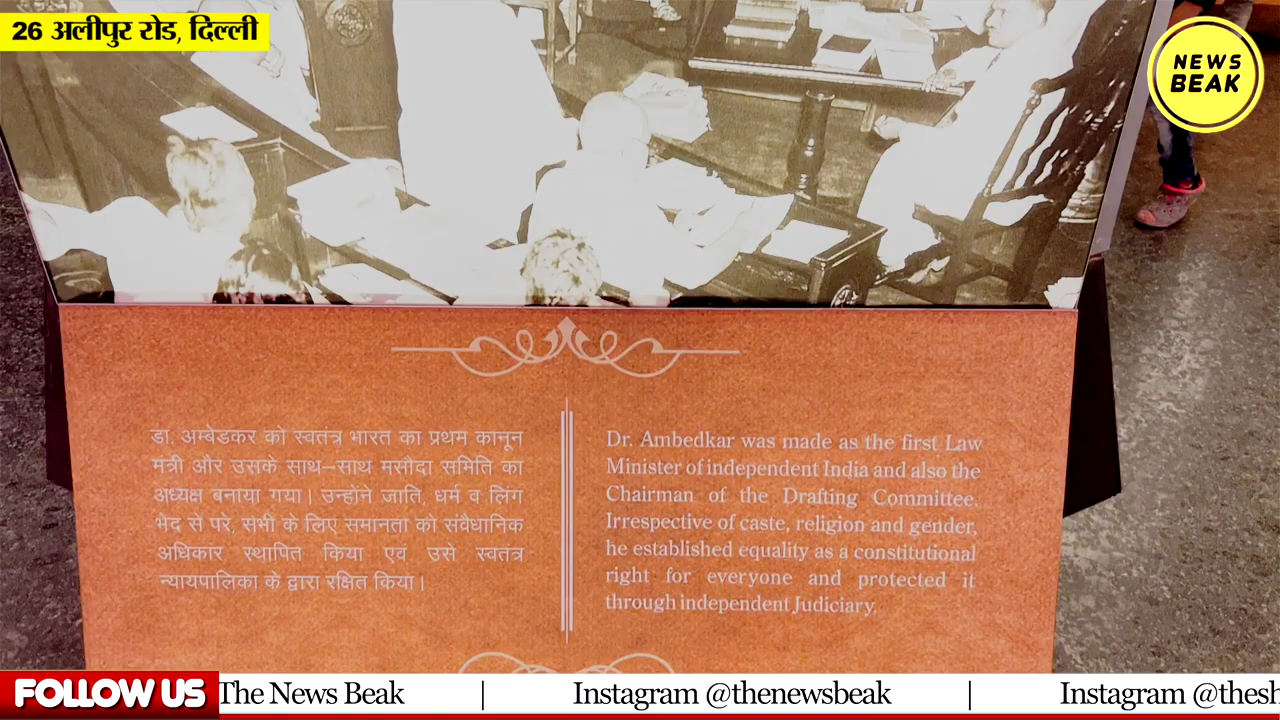 26 अलीपुर रोड, दिल्ली
NEWS
BEAK
डा. अम्बेडकर को स्वतंत्र भारत का प्रथम कानून
मंत्री और उसके साथ–साथ मसौदा समिति का
अध्यक्ष बनाया गया। उन्होंने जाति, धर्म व लिंग
भेद से परे, सभी के लिए समानता को संवैधानिक
अधिकार स्थापित किया एवं उसे स्वतंत्र
न्यायपालिका के द्वारा रक्षित किया।
Dr. Ambedkar was made as the first Law
Minister of independent India and also the
Chairman of the Drafting Committee.
Irrespective of caste, religion and gender,
he established equality as a constitutional
right for everyone and protected it
through independent Judiciary.
FOLLOW US The News Beak | Instagram @thenewsbeak | Instagram @thesh